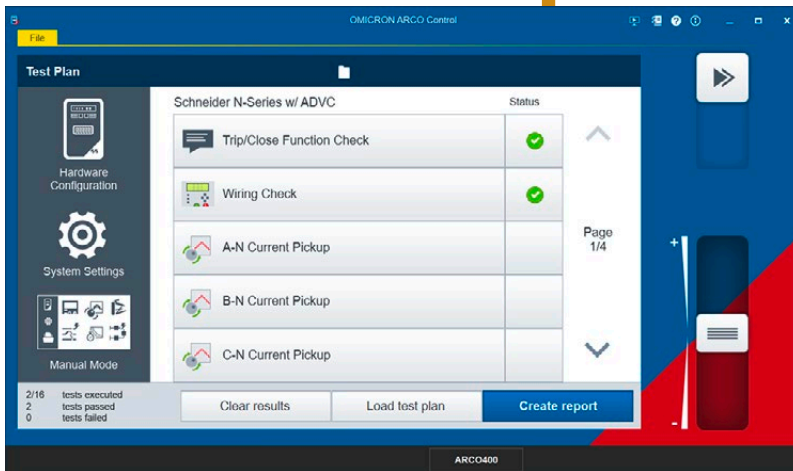 OMICRON ARCO Control
File
Test Plan
Hardware
Configuration
System Settings
Manual Mode
Schneider N-Series w/ ADVC
Status
Trip/Close Function Check
Wiring Check
A-N Current Pickup
B-N Current Pickup
C-N Current Pickup
Page
1/4
+
-
2/16 tests executed
2 tests passed
0 tests failed
Clear results
Load test plan
Create report
ARCO400